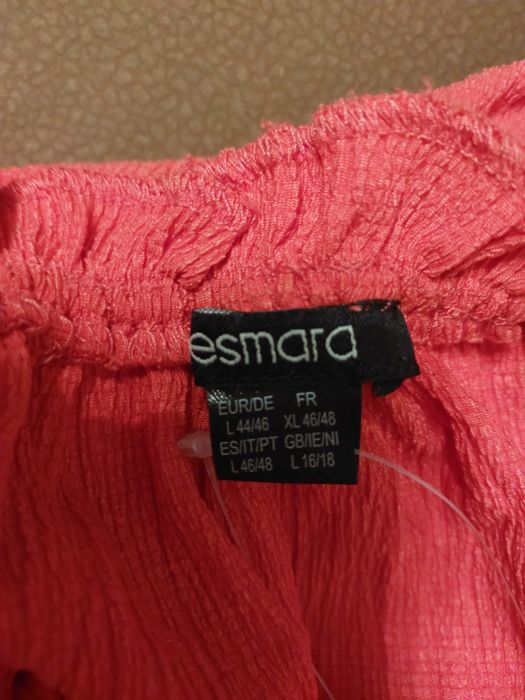 esmara
EUR/DE FR
L 44/46 XL 46/48
ES/IT/PT GB/IE/NI
L 46/48 L 16/18